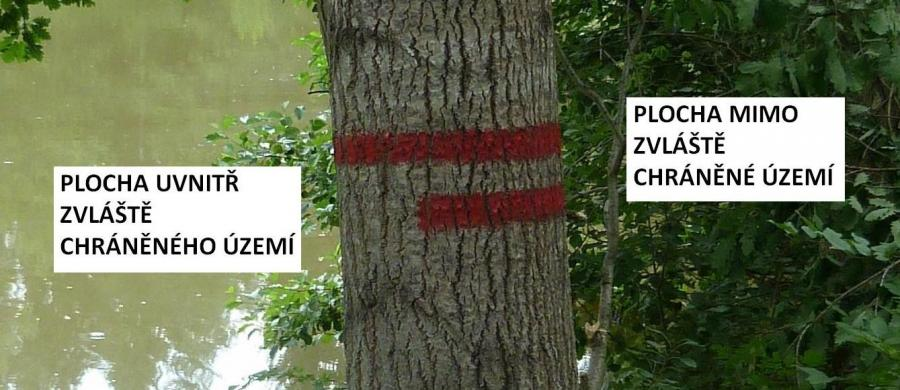 PLOCHA UVNITŘ
ZVLÁŠTĚ
CHRÁNĚNÉHO ÚZEMÍ
PLOCHA MIMO
ZVLÁŠTĚ
CHRÁNĚNÉ ÚZEMÍ